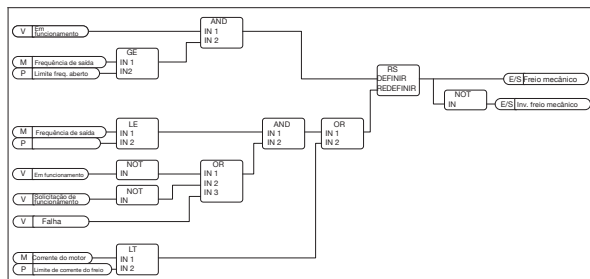 AND
V Em funcionamento
IN 1
IN 2
GE
M Frequência de saída
IN 1
P Limite freq. aberto
IN2
RS
DEFINIR
REDEFINIR
E/S Freio mecânico
NOT
IN
E/S Inv. freio mecânico
LE
M Frequência de saída
IN 1
P
IN 2
AND
IN 1
IN 2
OR
IN 1
IN 2
V Em funcionamento
NOT
IN
OR
IN 1
IN 2
IN 3
V Solicitação de funcionamento
NOT
IN
V Falha
LT
M Corrente do motor
IN 1
P Limite de corrente do freio
IN 2